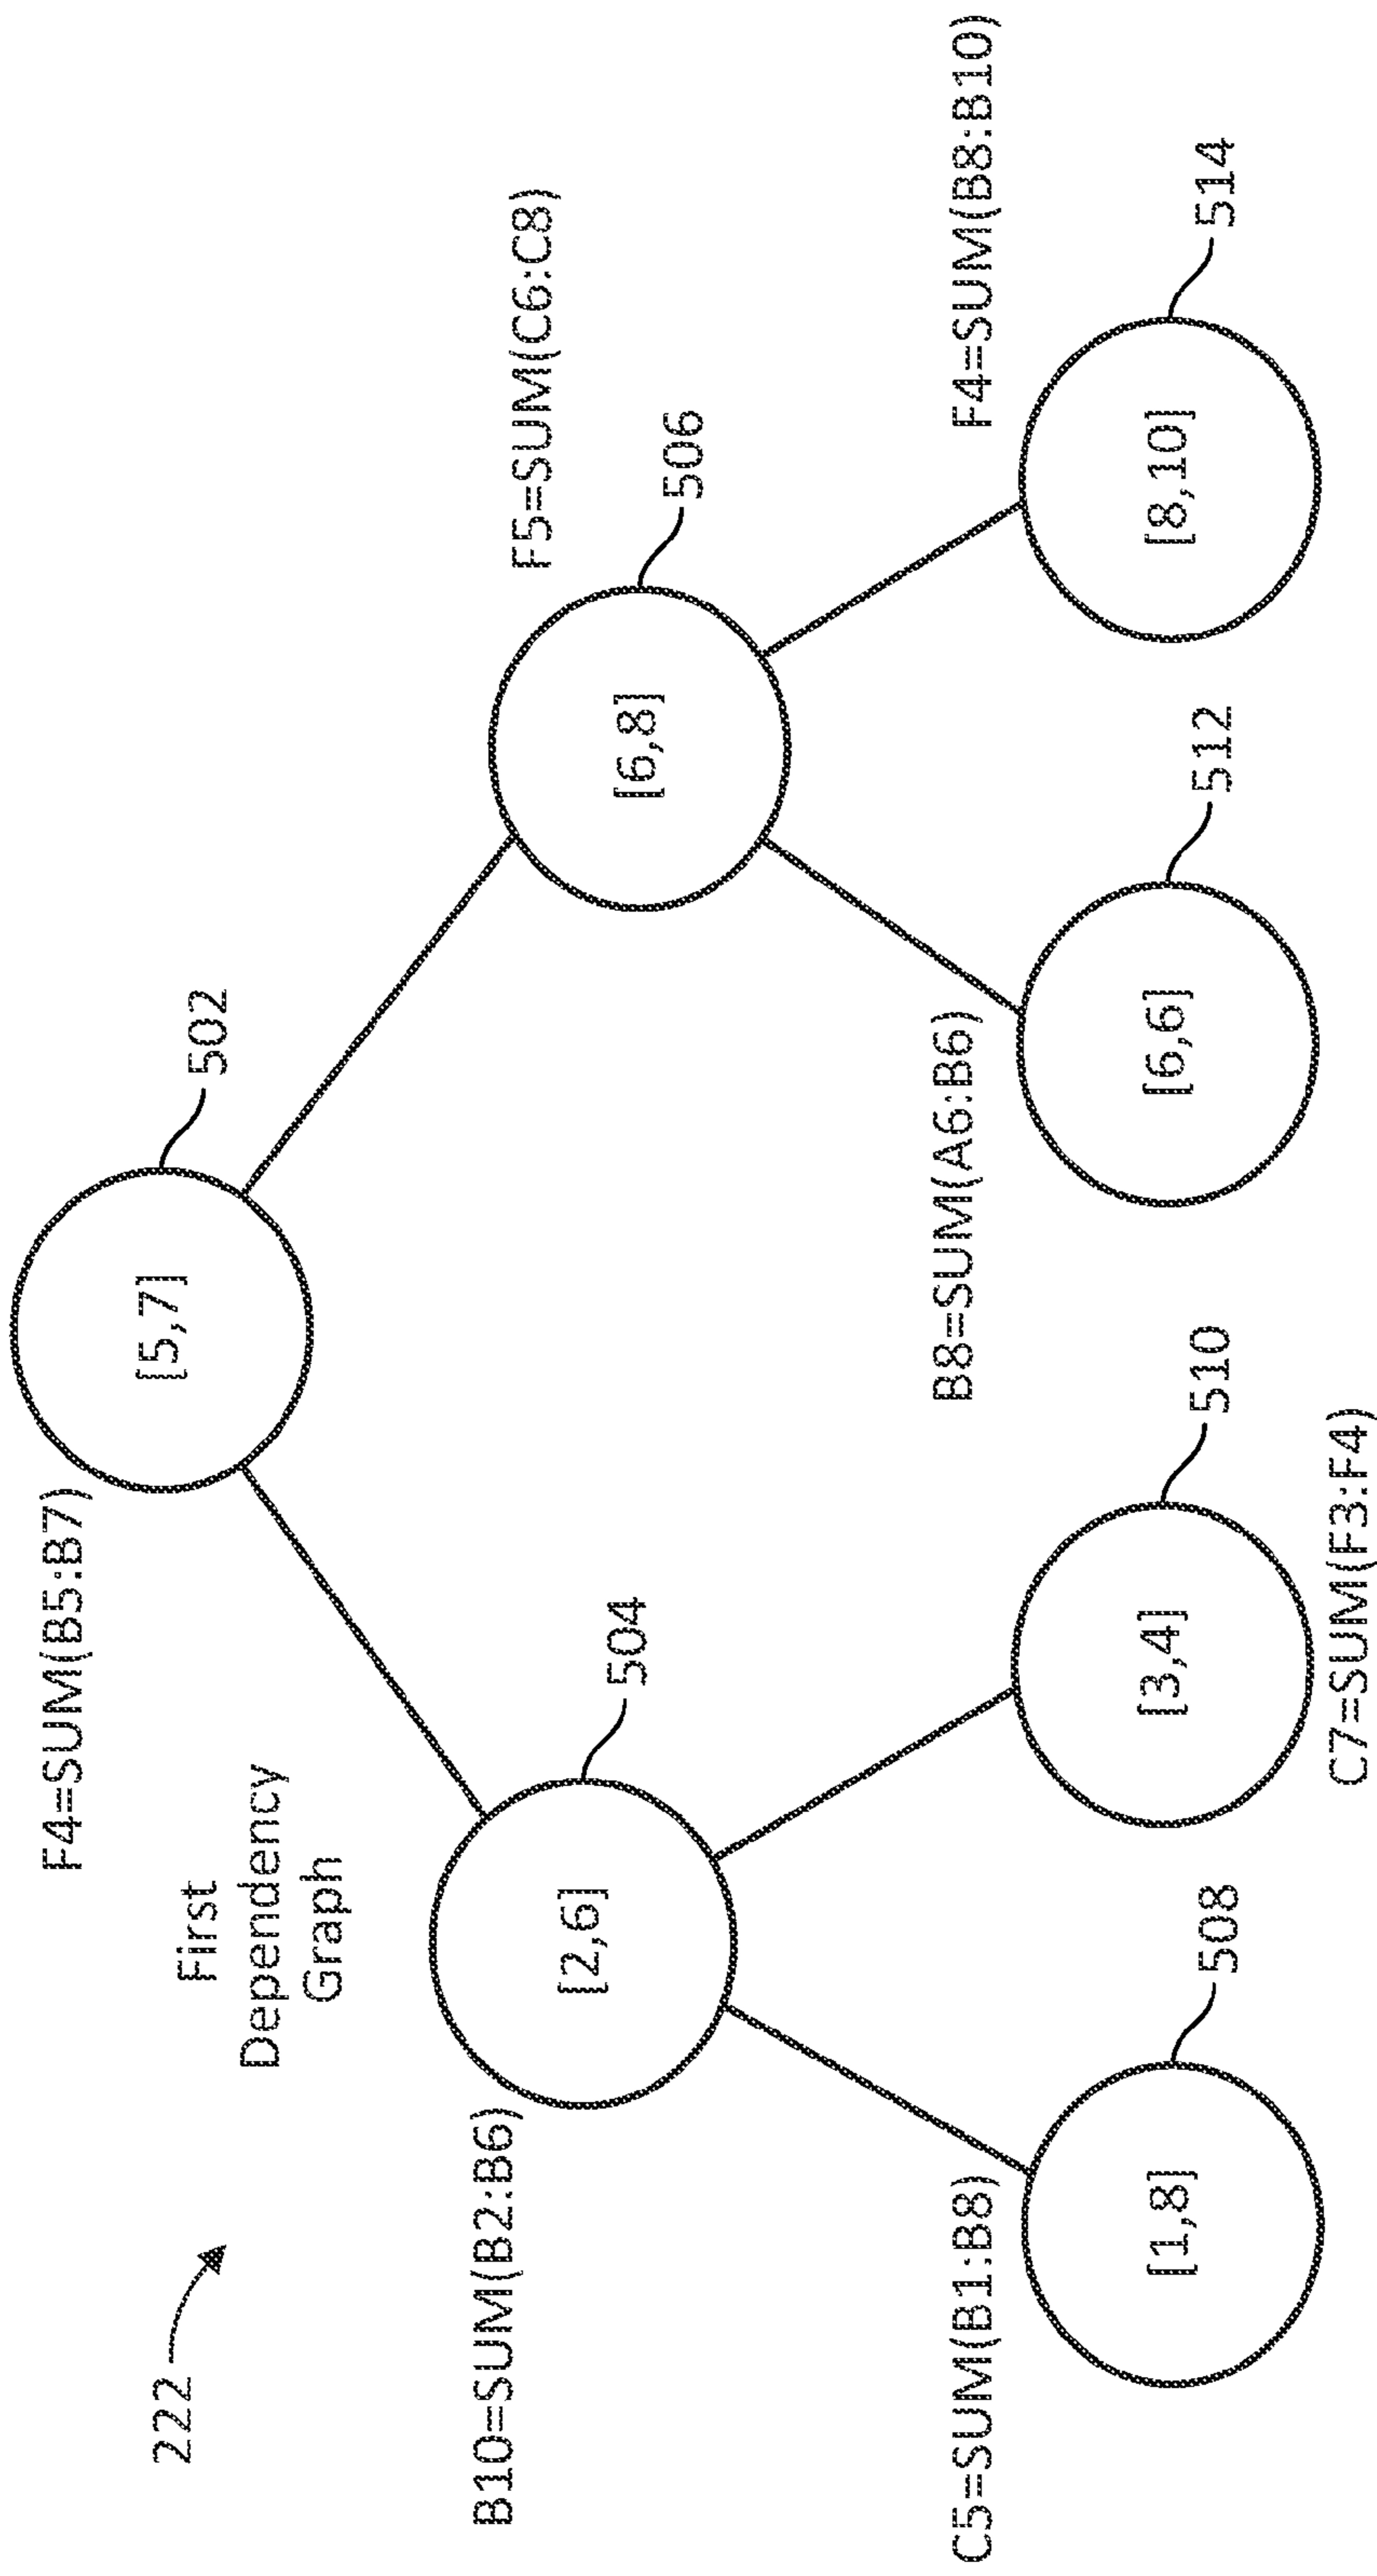 222
First
Dependency
Graph
F4=SUM(B5:B7)
[5,7]
502
B10=SUM(B2:B6)
[2,6]
504
F5=SUM(C6:C8)
[6,8]
506
C5=SUM(B1:B8)
[1,8]
508
[3,4]
510
C7=SUM(F3:F4)
B8=SUM(A6:B6)
[6,6]
512
F4=SUM(B8:B10)
[8,10]
514